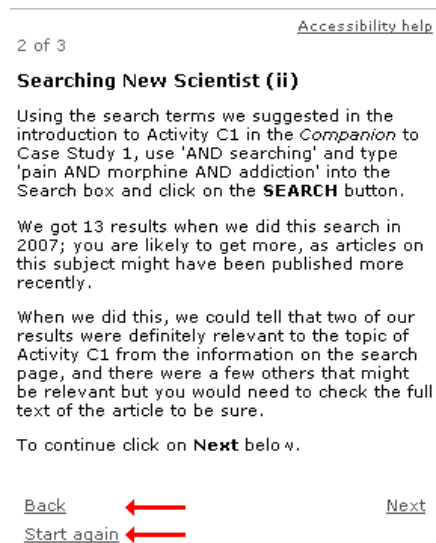 Accessibility help
2 of 3
Searching New Scientist (ii)
Using the search terms we suggested in the
introduction to Activity C1 in the Companion to
Case Study 1, use 'AND searching' and type
'pain AND morphine AND addiction' into the
Search box and click on the SEARCH button.
We got 13 results when we did this search in
2007; you are likely to get more, as articles on
this subject might have been published more
recently.
When we did this, we could tell that two of our
results were definitely relevant to the topic of
Activity C1 from the information on the search
page, and there were a few others that might
be relevant but you would need to check the full
text of the article to be sure.
To continue click on Next below.
Back Next
Start again